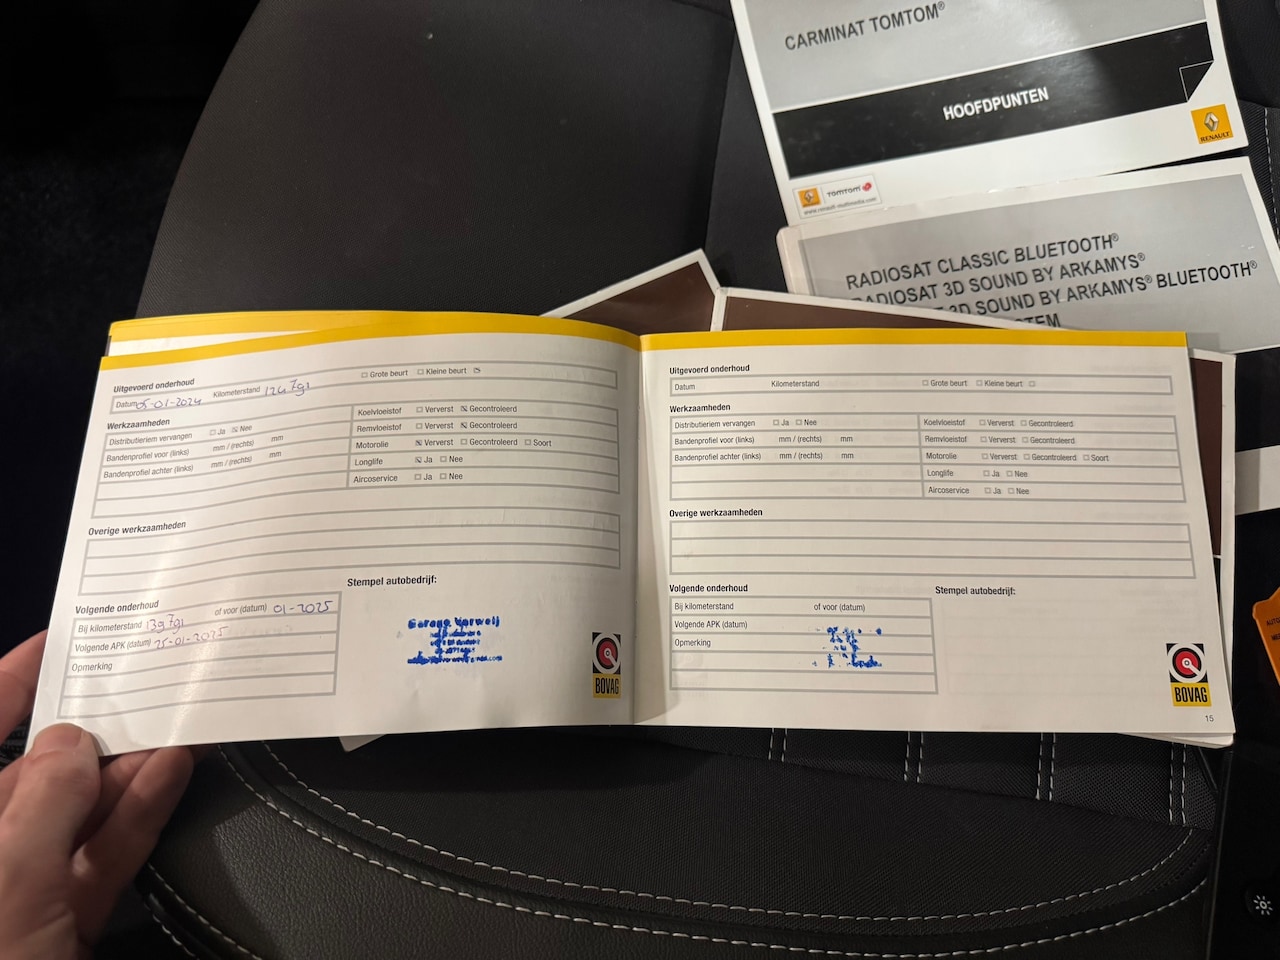 CARMINAT TOMTOM®
HOOFDPUNTEN
RENAULT
TOMTOM
www.renault-multimedia.com
RADIOSAT CLASSIC BLUETOOTH®
RADIOSAT 3D SOUND BY ARKAMYS®
3D SOUND BY ARKAMYS® BLUETOOTH®
Uitgevoerd onderhoud
Datum 05-01-2024 Kilometerstand 124791 Grote beurt Kleine beurt
Werkzaamheden
Distributieriem vervangen Ja Nee
Bandenprofiel voor (links) mm / (rechts) mm
Bandenprofiel achter (links) mm / (rechts) mm
Koelvloeistof Ververst Gecontroleerd
Remvloeistof Ververst Gecontroleerd
Motorolie Ververst Gecontroleerd Soort
Longlife Ja Nee
Aircoservice Ja Nee
Overige werkzaamheden
Volgende onderhoud
Bij kilometerstand 139791 of voor (datum) 01-2025
Volgende APK (datum) 25-01-2025
Opmerking
Stempel autobedrijf:
Garage Verweij
BOVAG
Uitgevoerd onderhoud
Datum Kilometerstand Grote beurt Kleine beurt
Werkzaamheden
Distributieriem vervangen Ja Nee
Bandenprofiel voor (links) mm / (rechts) mm
Bandenprofiel achter (links) mm / (rechts) mm
Koelvloeistof Ververst Gecontroleerd
Remvloeistof Ververst Gecontroleerd
Motorolie Ververst Gecontroleerd Soort
Longlife Ja Nee
Aircoservice Ja Nee
Overige werkzaamheden
Volgende onderhoud
Bij kilometerstand of voor (datum)
Volgende APK (datum)
Opmerking
Stempel autobedrijf:
BOVAG
15